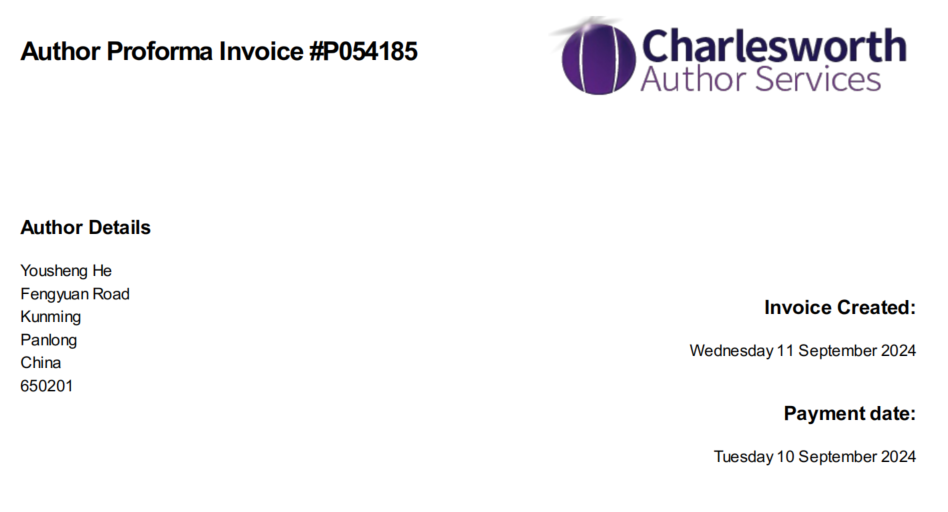 Author Proforma Invoice #P054185
Charlesworth
Author Services
Author Details
Yousheng He
Fengyuan Road
Kunming
Panlong
China
650201
Invoice Created:
Wednesday 11 September 2024
Payment date:
Tuesday 10 September 2024